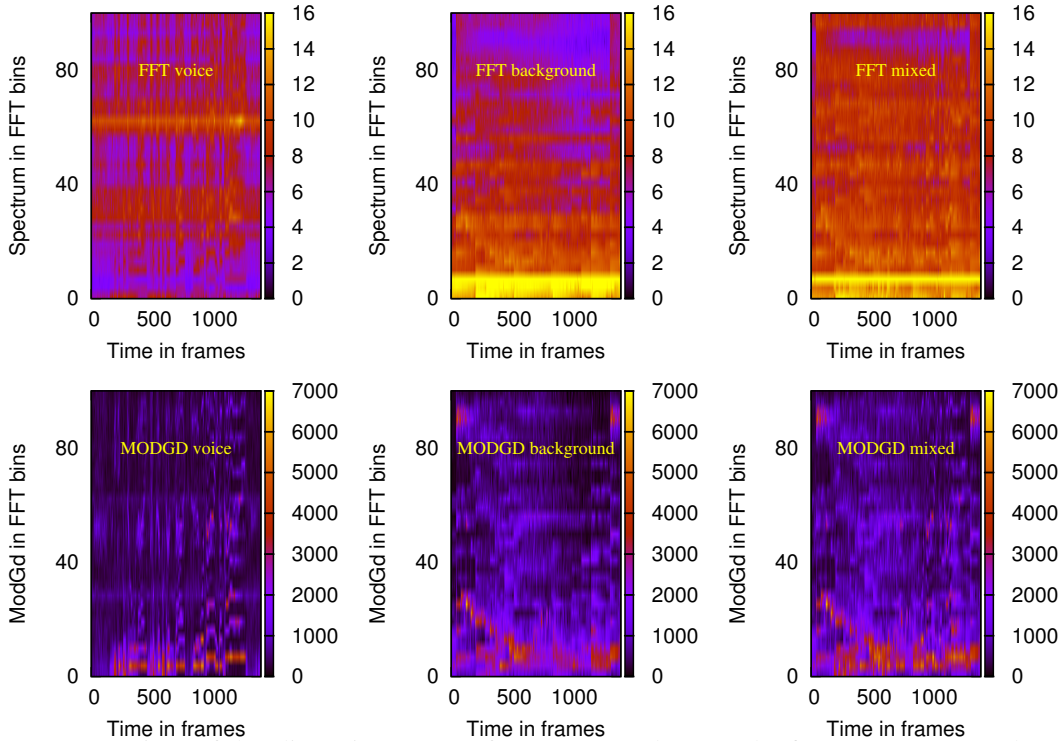 16
14
12
10
8
6
4
2
0
80
40
0
Spectrum in FFT bins
FFT voice
0 500 1000
Time in frames
16
14
12
10
8
6
4
2
0
80
40
0
Spectrum in FFT bins
FFT background
0 500 1000
Time in frames
16
14
12
10
8
6
4
2
0
80
40
0
Spectrum in FFT bins
FFT mixed
0 500 1000
Time in frames
7000
6000
5000
4000
3000
2000
1000
0
80
40
0
ModGd in FFT bins
MODGD voice
0 500 1000
Time in frames
7000
6000
5000
4000
3000
2000
1000
0
80
40
0
ModGd in FFT bins
MODGD background
0 500 1000
Time in frames
7000
6000
5000
4000
3000
2000
1000
0
80
40
0
ModGd in FFT bins
MODGD mixed
0 500 1000
Time in frames